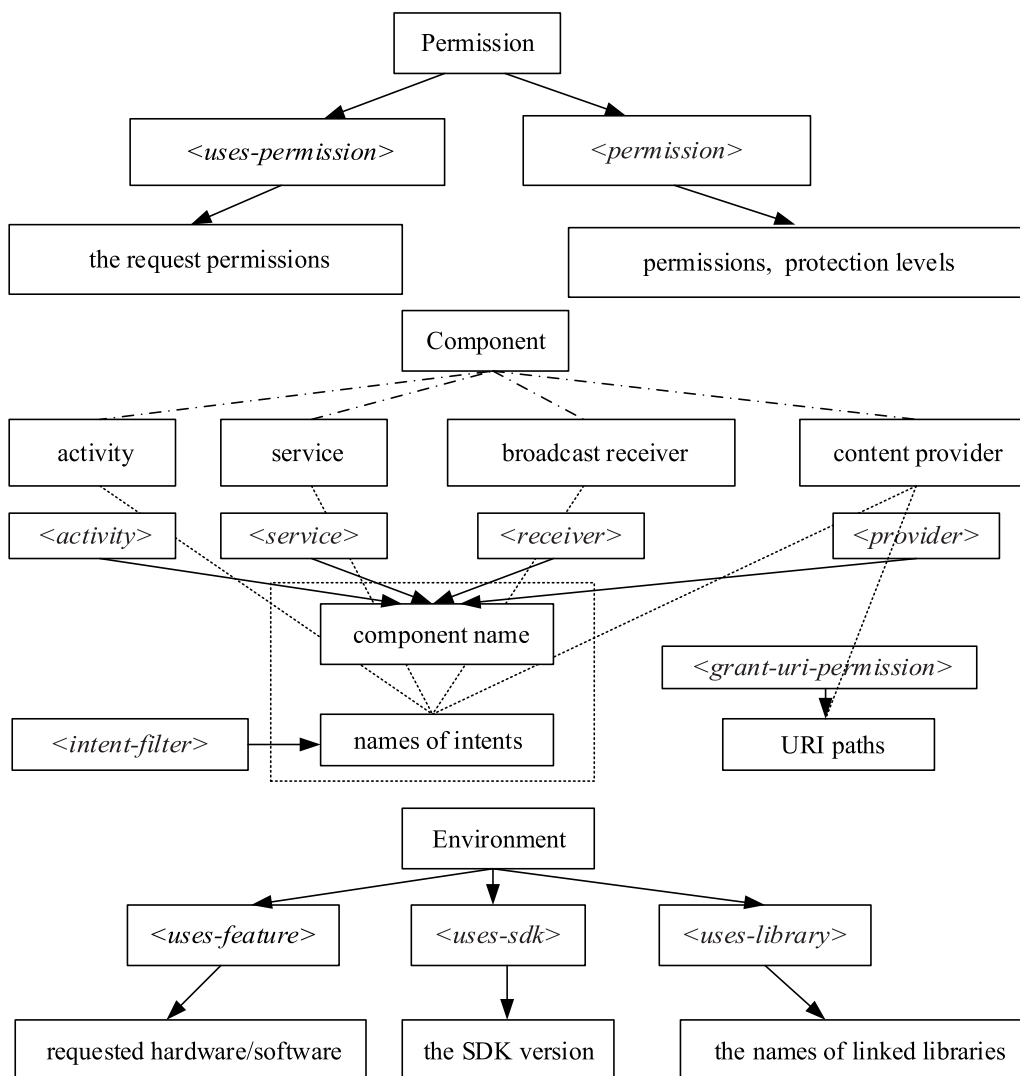 Permission
<uses-permission>
<permission>
the request permissions
permissions, protection levels
Component
activity
service
broadcast receiver
content provider
<activity>
<service>
<receiver>
<provider>
component name
<grant-uri-permission>
<intent-filter>
names of intents
URI paths
Environment
<uses-feature>
<uses-sdk>
<uses-library>
requested hardware/software
the SDK version
the names of linked libraries